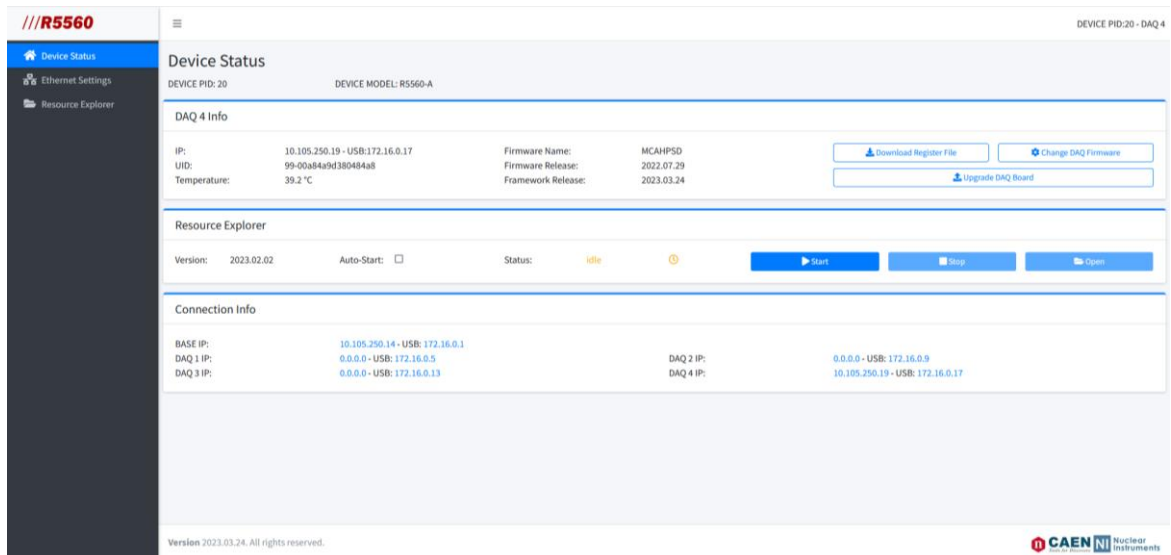 ///R5560
DEVICE PID:20 - DAQ 4
Device Status
Ethernet Settings
Resource Explorer
Device Status
DEVICE PID: 20 DEVICE MODEL: R5560-A
DAQ 4 Info
IP: 10.105.250.19 - USB:172.16.0.17 Firmware Name: MCAHPSD
UID: 99-00a84a9d380484a8 Firmware Release: 2022.07.29
Temperature: 39.2 °C Framework Release: 2023.03.24
Download Register File Change DAQ Firmware
Upgrade DAQ Board
Resource Explorer
Version: 2023.02.02 Auto-Start: Status: idle Start Stop Open
Connection Info
BASE IP: 10.105.250.14 - USB: 172.16.0.1
DAQ 1 IP: 0.0.0.0 - USB: 172.16.0.5 DAQ 2 IP: 0.0.0.0 - USB: 172.16.0.9
DAQ 3 IP: 0.0.0.0 - USB: 172.16.0.13 DAQ 4 IP: 10.105.250.19 - USB: 172.16.0.17
Version 2023.03.24. All rights reserved.
CAEN NI Nuclear Instruments